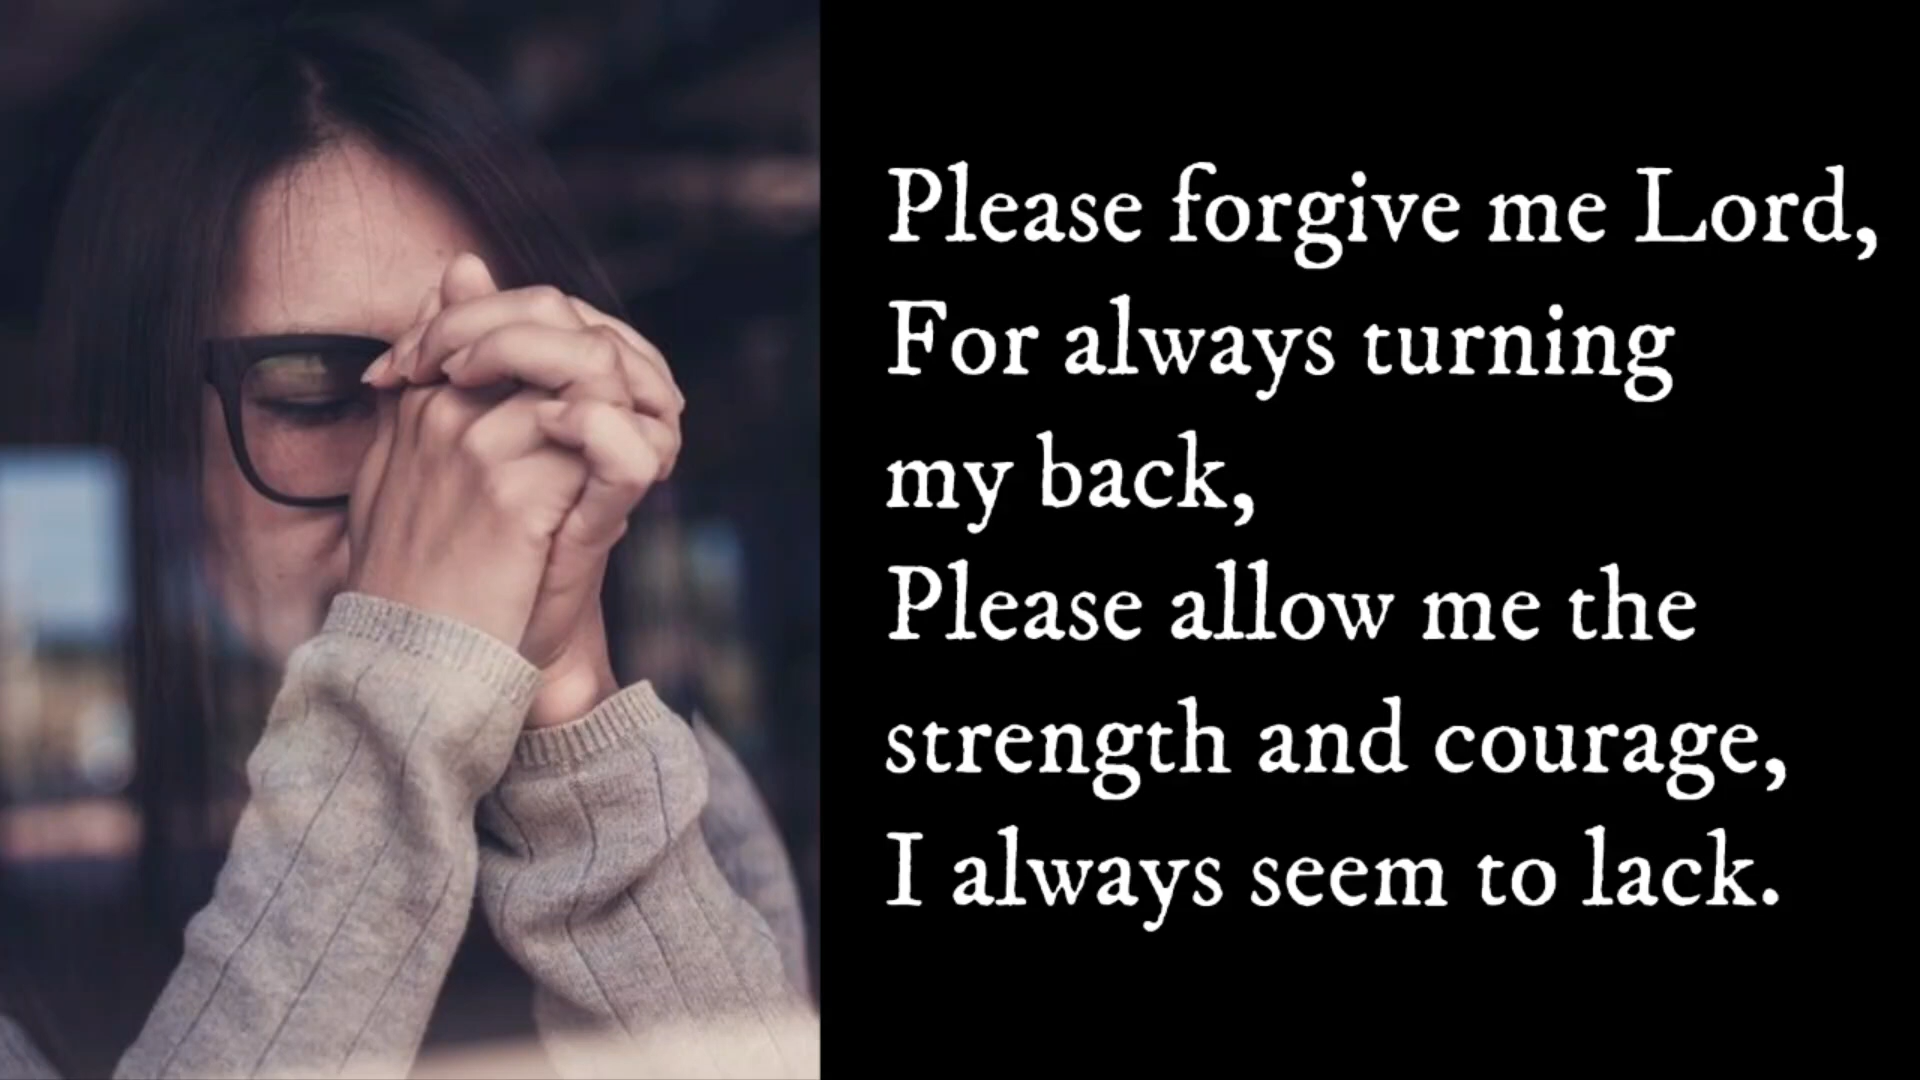 Please forgive me Lord,
For always turning
my back,
Please allow me the
strength and courage,
I always seem to lack.